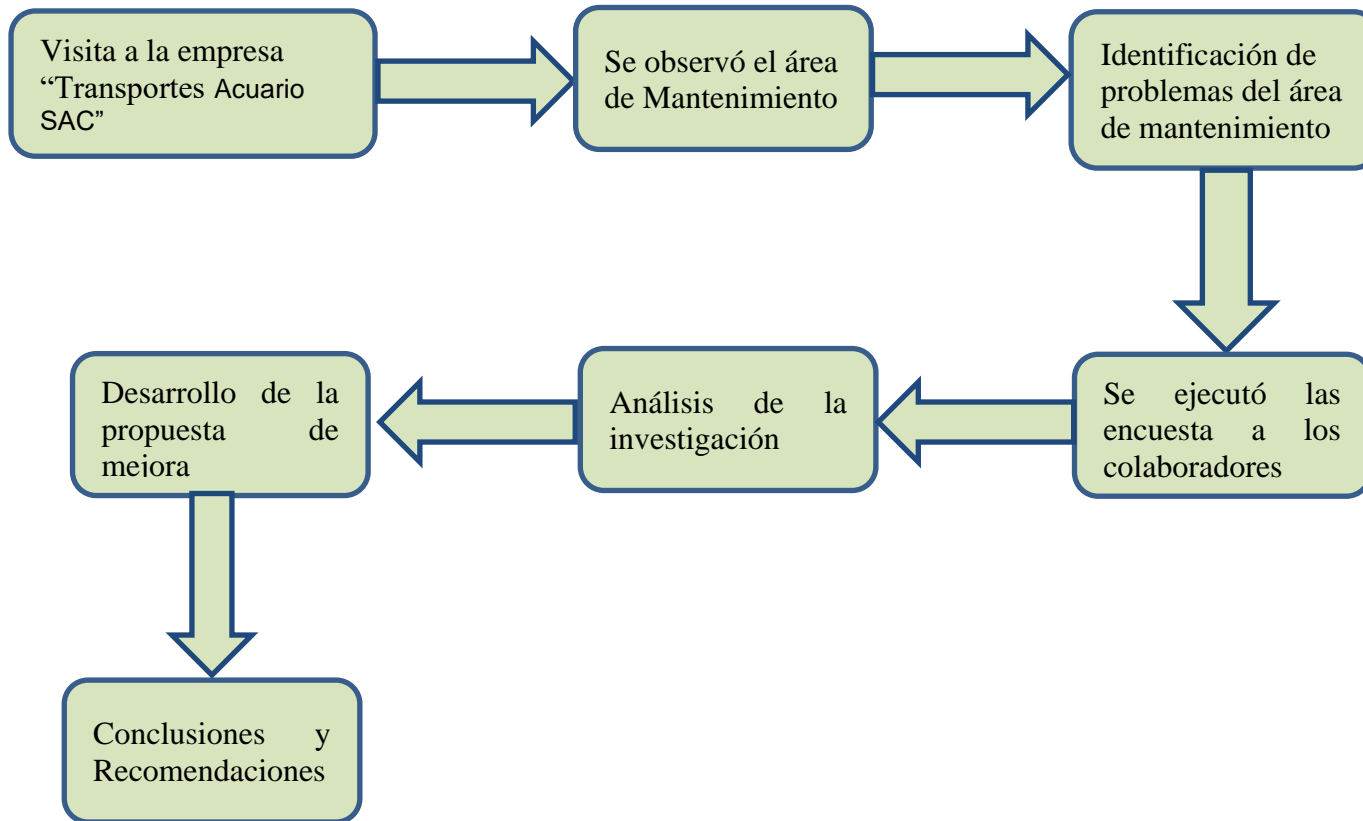 Visita a la empresa
“Transportes Acuario
SAC”
Se observó el área
de Mantenimiento
Identificación de
problemas del área
de mantenimiento
Se ejecutó las
encuesta a los
colaboradores
Análisis de la
investigación
Desarrollo de la
propuesta de
mejora
Conclusiones y
Recomendaciones